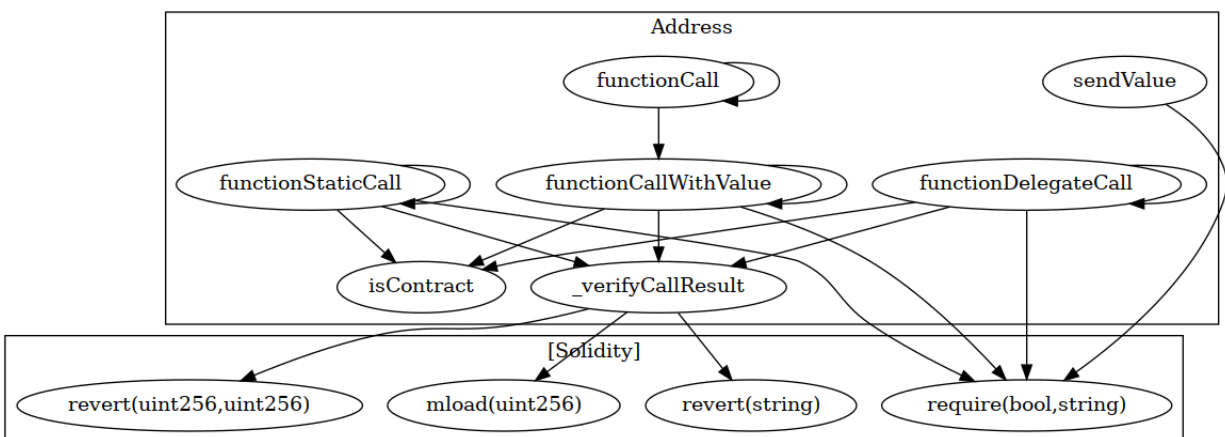 Address
functionCall
sendValue
functionStaticCall
functionCallWithValue
functionDelegateCall
isContract
_verifyCallResult
[Solidity]
revert(uint256,uint256)
mload(uint256)
revert(string)
require(bool,string)